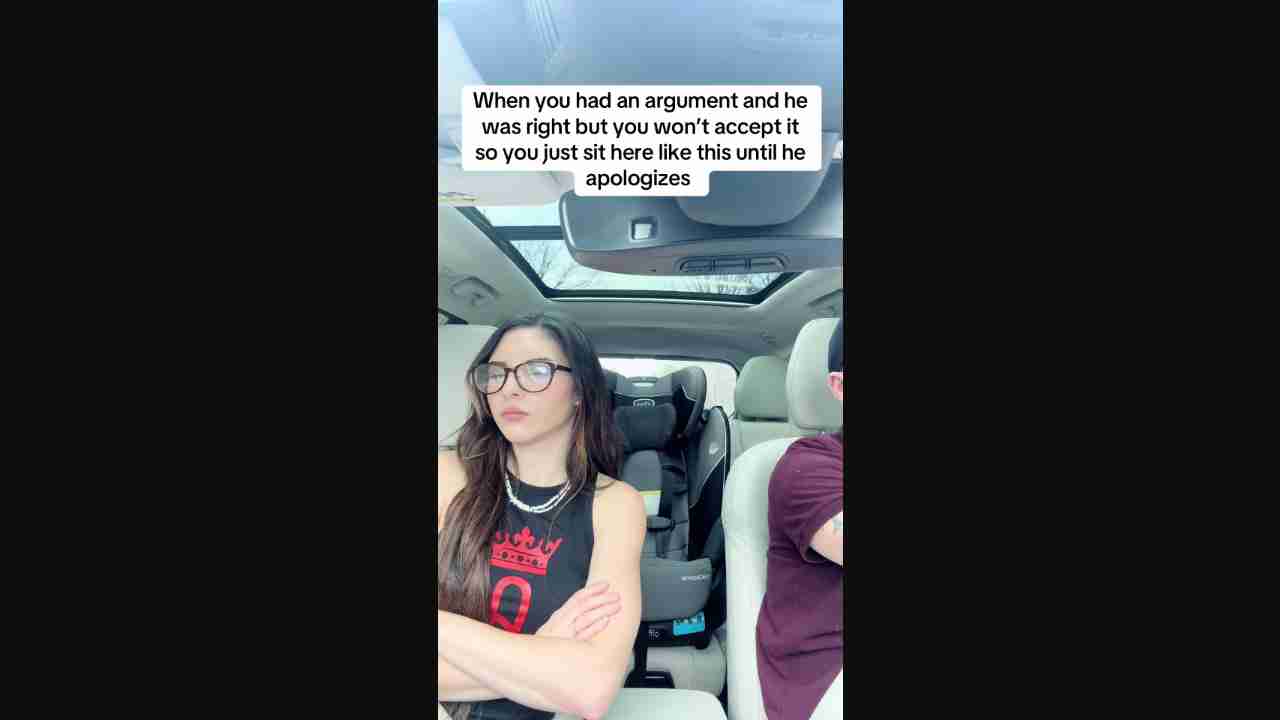 When you had an argument and he
was right but you won’t accept it
so you just sit here like this until he
apologizes
Q